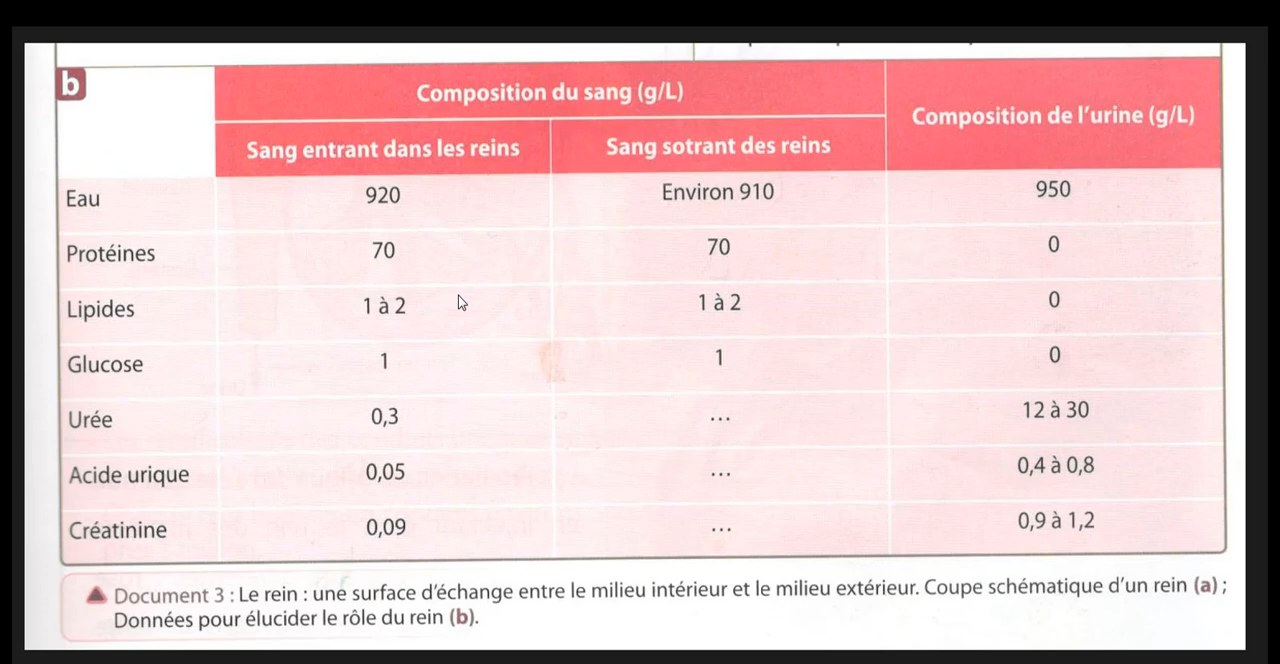 b
Composition du sang (g/L)
Composition de l'urine (g/L)
Sang entrant dans les reins
Sang sotrant des reins
Eau 920 Environ 910 950
Protéines 70 70 0
Lipides 1 à 2 1 à 2 0
Glucose 1 1 0
Urée 0,3 ... 12 à 30
Acide urique 0,05 ... 0,4 à 0,8
Créatinine 0,09 ... 0,9 à 1,2
Document 3 : Le rein : une surface d'échange entre le milieu intérieur et le milieu extérieur. Coupe schématique d'un rein (a) ;
Données pour élucider le rôle du rein (b).